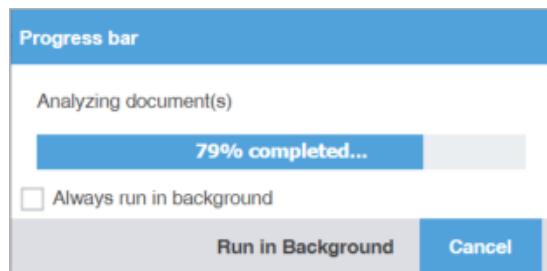 Progress bar
Analyzing document(s)
79% completed...
Always run in background
Run in Background Cancel